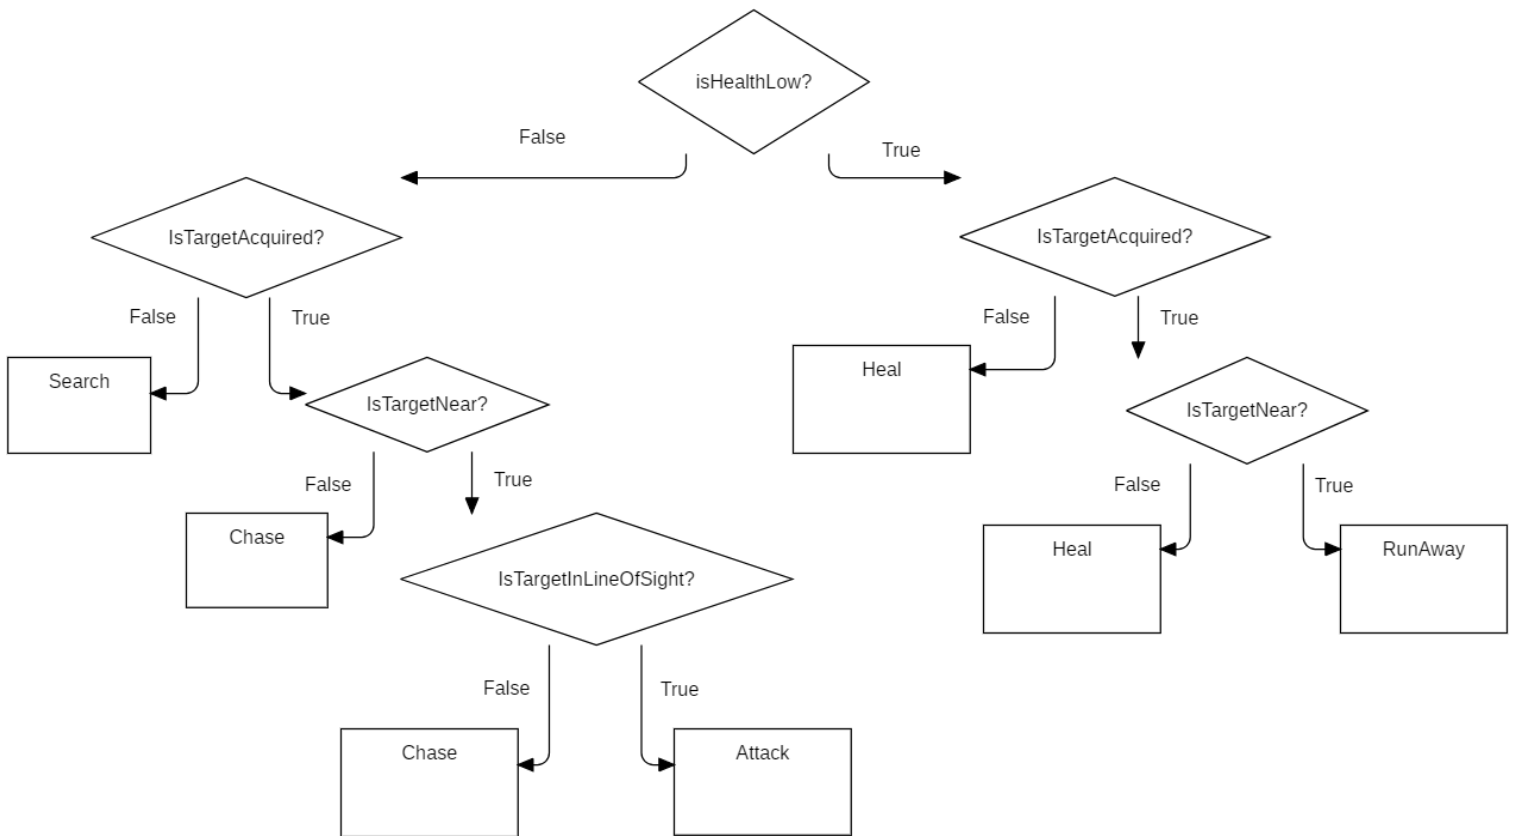 isHealthLow?
False
True
IsTargetAcquired?
IsTargetAcquired?
False
True
False
True
Search
IsTargetNear?
Heal
IsTargetNear?
False
True
False
True
Chase
IsTargetInLineOfSight?
Heal
RunAway
False
True
Chase
Attack